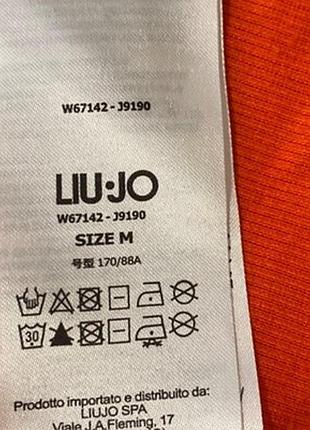 W67142-J9190
LIU·JO
W67142-J9190
SIZE M
号型 170/88A
30
Prodotto importato e distribuito da:
LIUJO SPA
Viale J.A.Fleming, 17